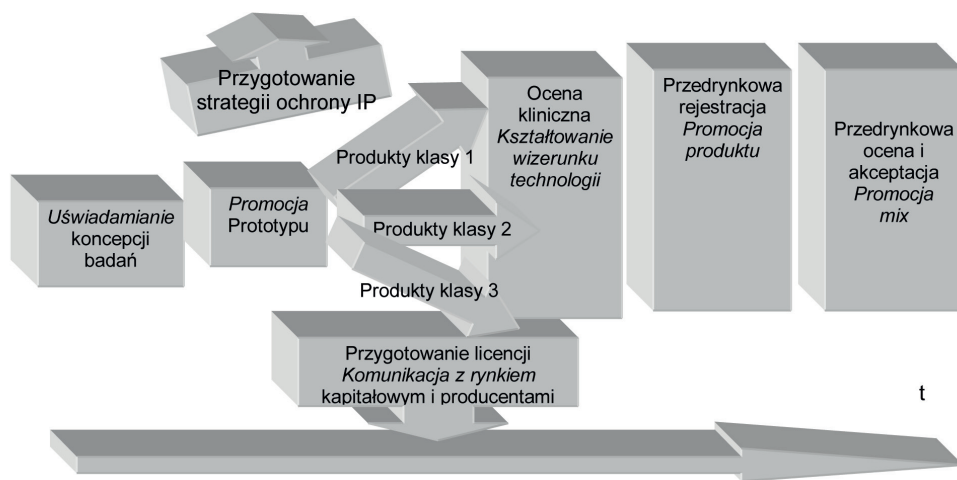 Przygotowanie
strategii ochrony IP
Uświadamianie
koncepcji
badań
Promocja
Prototypu
Produkty klasy 1
Produkty klasy 2
Produkty klasy 3
Ocena
kliniczna
Kształtowanie
wizerunku
technologii
Przedrynkowa
rejestracja
Promocja
produktu
Przedrynkowa
ocena i
akceptacja
Promocja
mix
Przygotowanie licencji
Komunikacja z rynkiem
kapitałowym i producentami
t